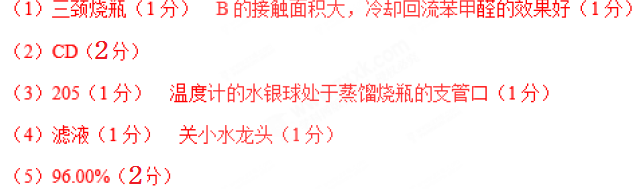 （1）三颈烧瓶（1 分） B 的接触面积大，冷却回流苯甲醛的效果好（1 分）
（2）CD（2 分）
（3）205（1 分） 温度计的水银球处于蒸馏烧瓶的支管口（1 分）
（4）滤液（1 分） 关小水龙头（1 分）
（5）96.00%（2 分）